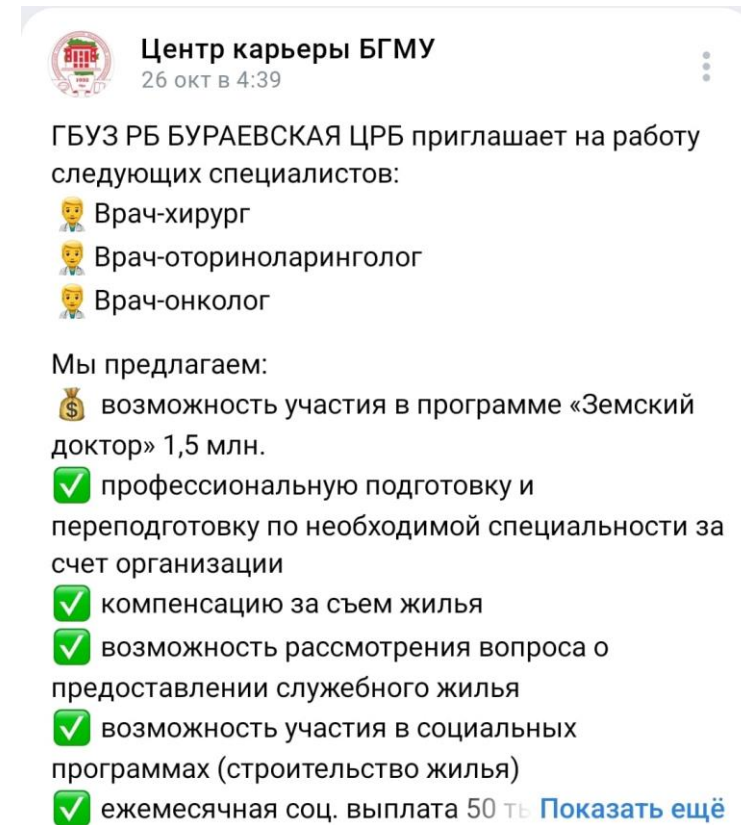 Центр карьеры БГМУ
26 окт в 4:39
ГБУЗ РБ БУРАЕВСКАЯ ЦРБ приглашает на работу
следующих специалистов:
👨‍⚕️ Врач-хирург
👨‍⚕️ Врач-оториноларинголог
👨‍⚕️ Врач-онколог
Мы предлагаем:
💰 возможность участия в программе «Земский
доктор» 1,5 млн.
✅ профессиональную подготовку и
переподготовку по необходимой специальности за
счет организации
✅ компенсацию за съем жилья
✅ возможность рассмотрения вопроса о
предоставлении служебного жилья
✅ возможность участия в социальных
программах (строительство жилья)
✅ ежемесячная соц. выплата 50 Показать ещё